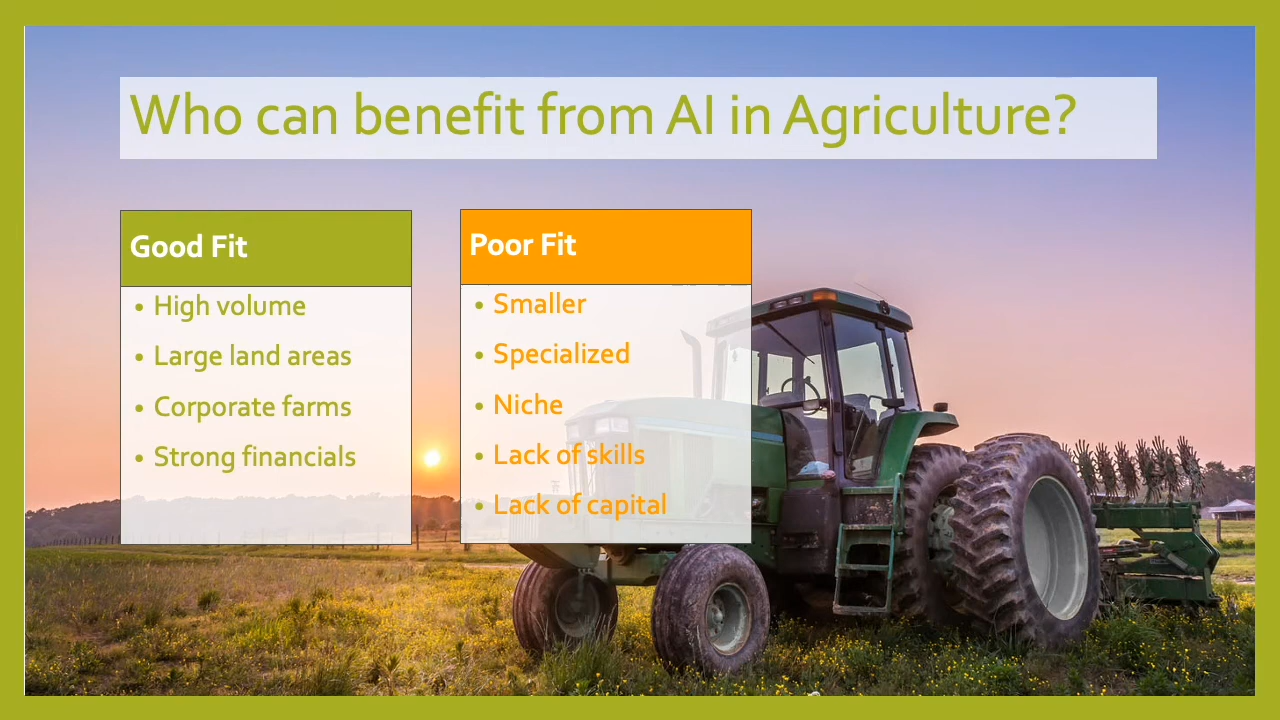 Who can benefit from AI in Agriculture?
Good Fit
• High volume
• Large land areas
• Corporate farms
• Strong financials
Poor Fit
• Smaller
• Specialized
• Niche
• Lack of skills
• Lack of capital